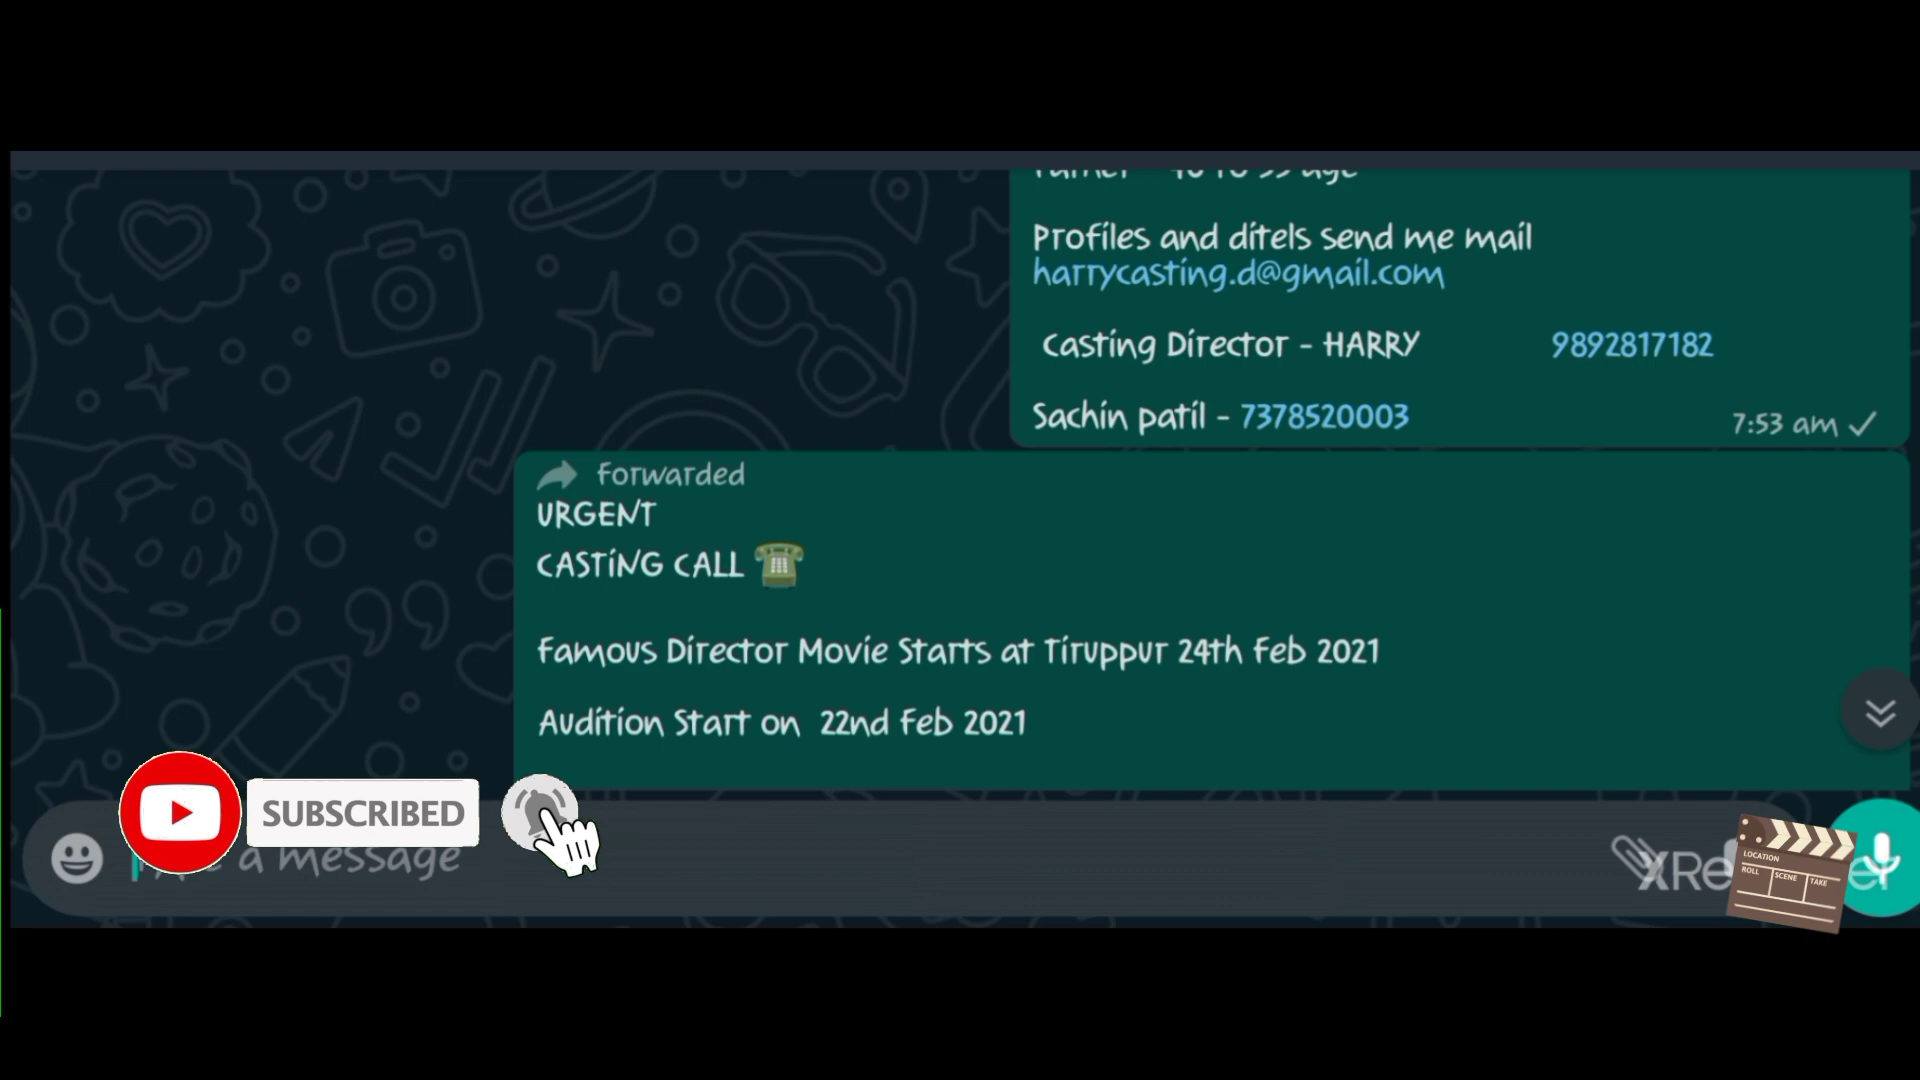 Profiles and ditels send me mail
harrycasting.d@gmail.com
Casting Director - HARRY 9892817182
Sachin patil - 7378520003
7:53 am
Forwarded
URGENT
CASTING CALL
Famous Director Movie Starts at Tiruppur 24th Feb 2021
Audition Start on 22nd Feb 2021
SUBSCRIBED
a message
LOCATION
ROLL SCENE TAKE